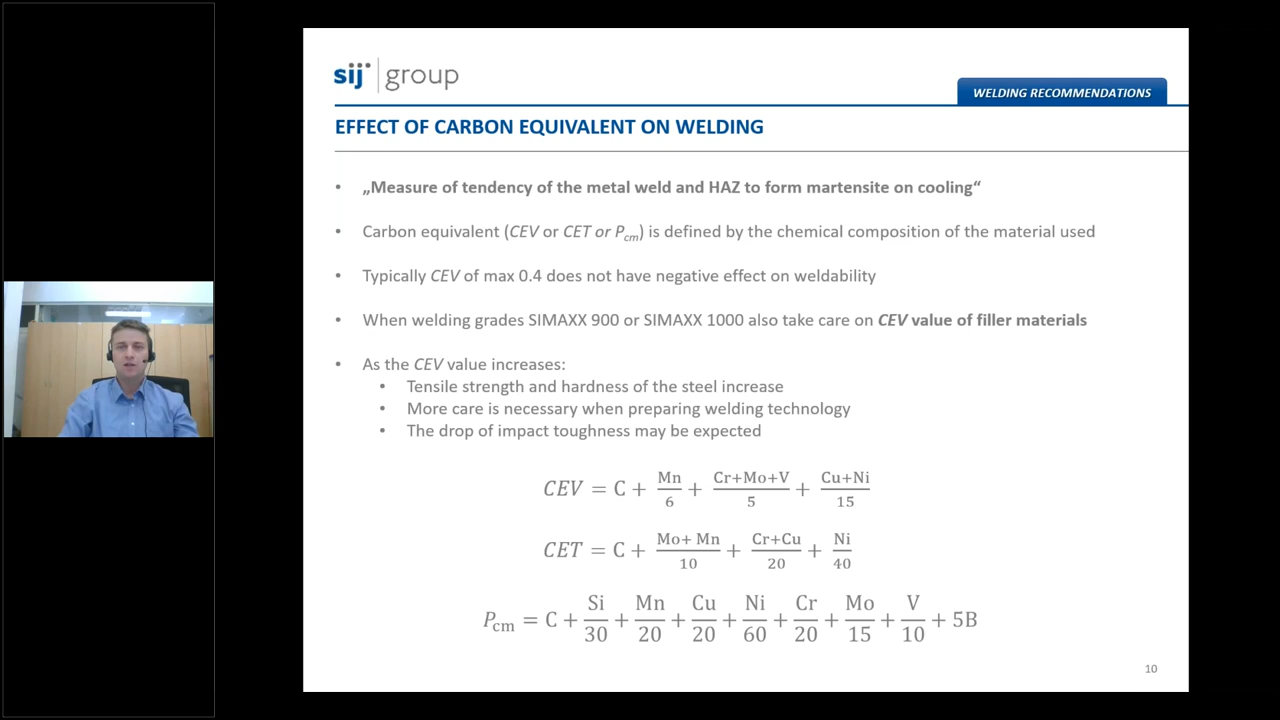 sij group
WELDING RECOMMENDATIONS
EFFECT OF CARBON EQUIVALENT ON WELDING
• „Measure of tendency of the metal weld and HAZ to form martensite on cooling“
• Carbon equivalent (CEV or CET or Pcm) is defined by the chemical composition of the material used
• Typically CEV of max 0.4 does not have negative effect on weldability
• When welding grades SIMAXX 900 or SIMAXX 1000 also take care on CEV value of filler materials
• As the CEV value increases:
• Tensile strength and hardness of the steel increase
• More care is necessary when preparing welding technology
• The drop of impact toughness may be expected
CEV = C + Mn/6 + Cr+Mo+V/5 + Cu+Ni/15
CET = C + Mo+ Mn/10 + Cr+Cu/20 + Ni/40
Pcm = C + Si/30 + Mn/20 + Cu/20 + Ni/60 + Cr/20 + Mo/15 + V/10 + 5B
10